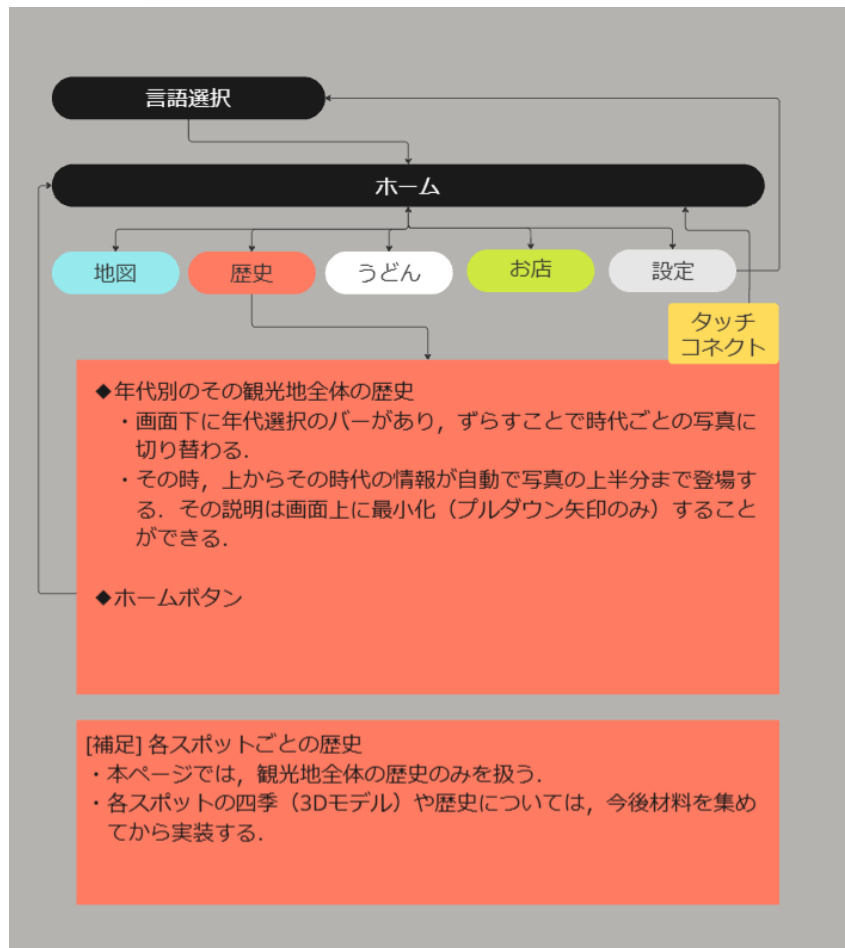 言語選択
ホーム
地図
歴史
うどん
お店
設定
タッチ
コネクト
◆年代別のその観光地全体の歴史
・画面下に年代選択のバーがあり，ずらすことで時代ごとの写真に
切り替わる．
・その時，上からその時代の情報が自動で写真の上半分まで登場す
る．その説明は画面上に最小化（プルダウン矢印のみ）すること
ができる．
◆ホームボタン
[補足] 各スポットごとの歴史
・本ページでは，観光地全体の歴史のみを扱う．
・各スポットの四季（3Dモデル）や歴史については，今後材料を集め
てから実装する．